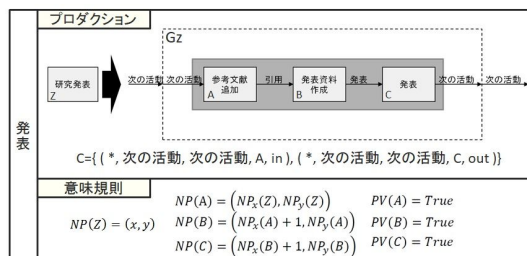 発表
プロダクション
Gz
研究発表
Z
次の活動
次の活動
参考文献
追加
A
引用
発表資料
作成
B
発表
発表
C
次の活動
次の活動
C={ ( *, 次の活動, 次の活動, A, in ), ( *, 次の活動, 次の活動, C, out )}
意味規則
NP(Z) = (x, y)
NP(A) = (NPx(Z), NPy(Z))
PV(A) = True
NP(B) = (NPx(A) + 1, NPy(A))
PV(B) = True
NP(C) = (NPx(B) + 1, NPy(B))
PV(C) = True